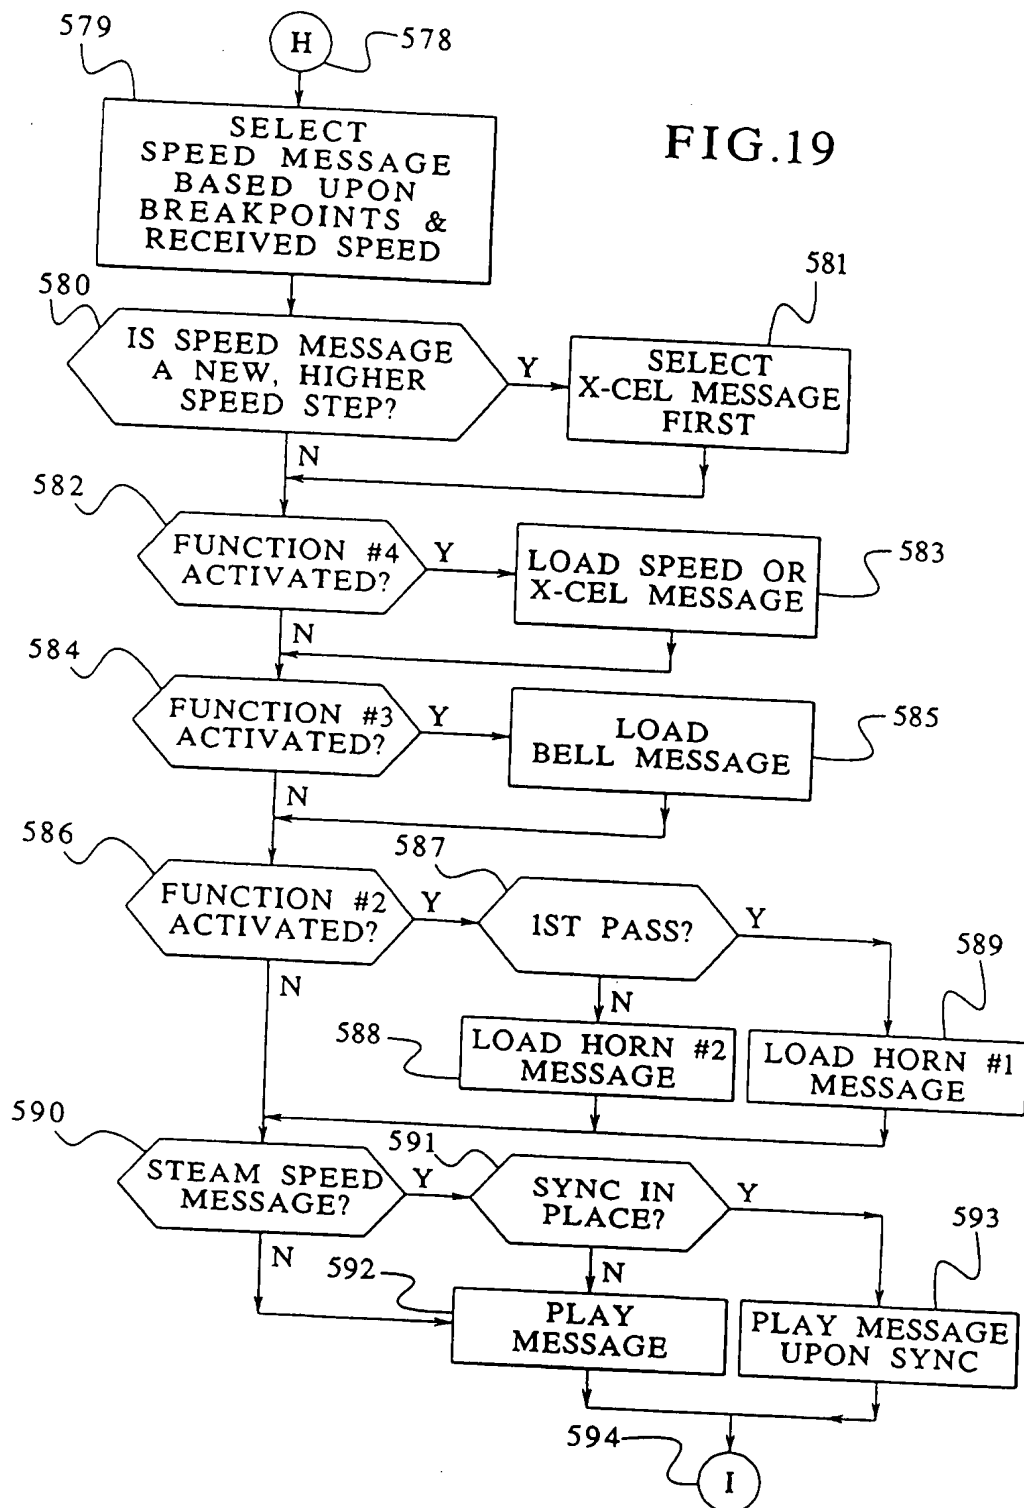 579
H
578
FIG.19
SELECT
SPEED MESSAGE
BASED UPON
BREAKPOINTS &
RECEIVED SPEED
580
581
IS SPEED MESSAGE
A NEW, HIGHER
SPEED STEP?
Y
SELECT
X-CEL MESSAGE
FIRST
N
582
FUNCTION #4
ACTIVATED?
Y
LOAD SPEED OR
X-CEL MESSAGE
583
N
584
FUNCTION #3
ACTIVATED?
Y
LOAD
BELL MESSAGE
585
N
586
587
FUNCTION #2
ACTIVATED?
Y
1ST PASS?
Y
589
N
N
588
LOAD HORN #2
MESSAGE
LOAD HORN #1
MESSAGE
590
591
STEAM SPEED
MESSAGE?
Y
SYNC IN
PLACE?
Y
593
N
592
N
PLAY
MESSAGE
PLAY MESSAGE
UPON SYNC
594
I